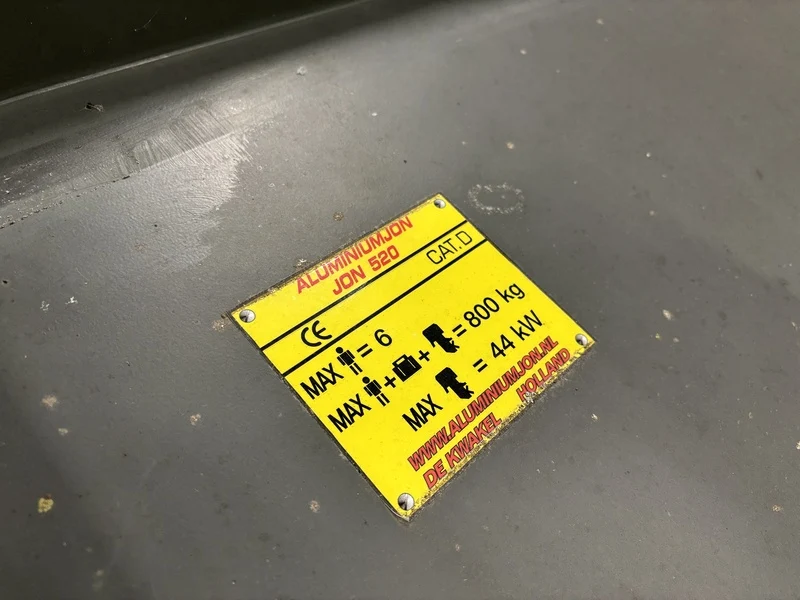 ALUMINIUMJON
JON 520
CE CAT.D
MAX = 6
MAX + + = 800 kg
MAX = 44 kW
WWW.ALUMINIUMJON.NL
DE KWAKEL HOLLAND